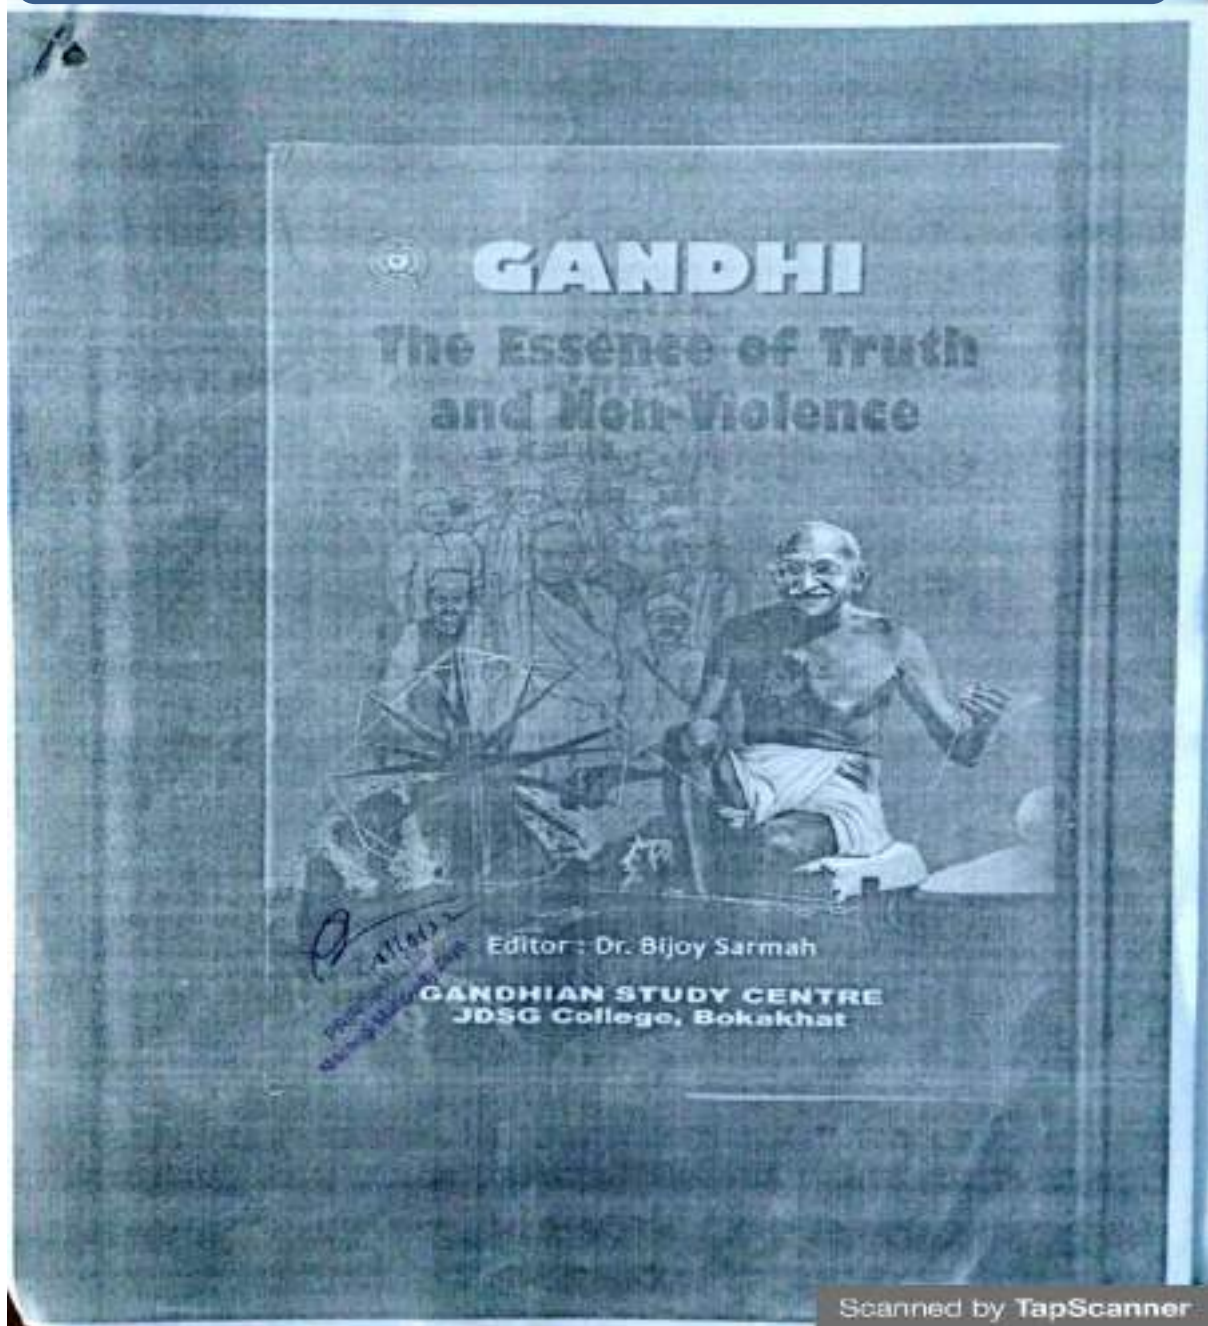 GANDHI
The Essence of Truth
and Non-Violence
Editor : Dr. Bijoy Sarmah
GANDHIAN STUDY CENTRE
JDSG College, Bokakhat
Scanned by TapScanner